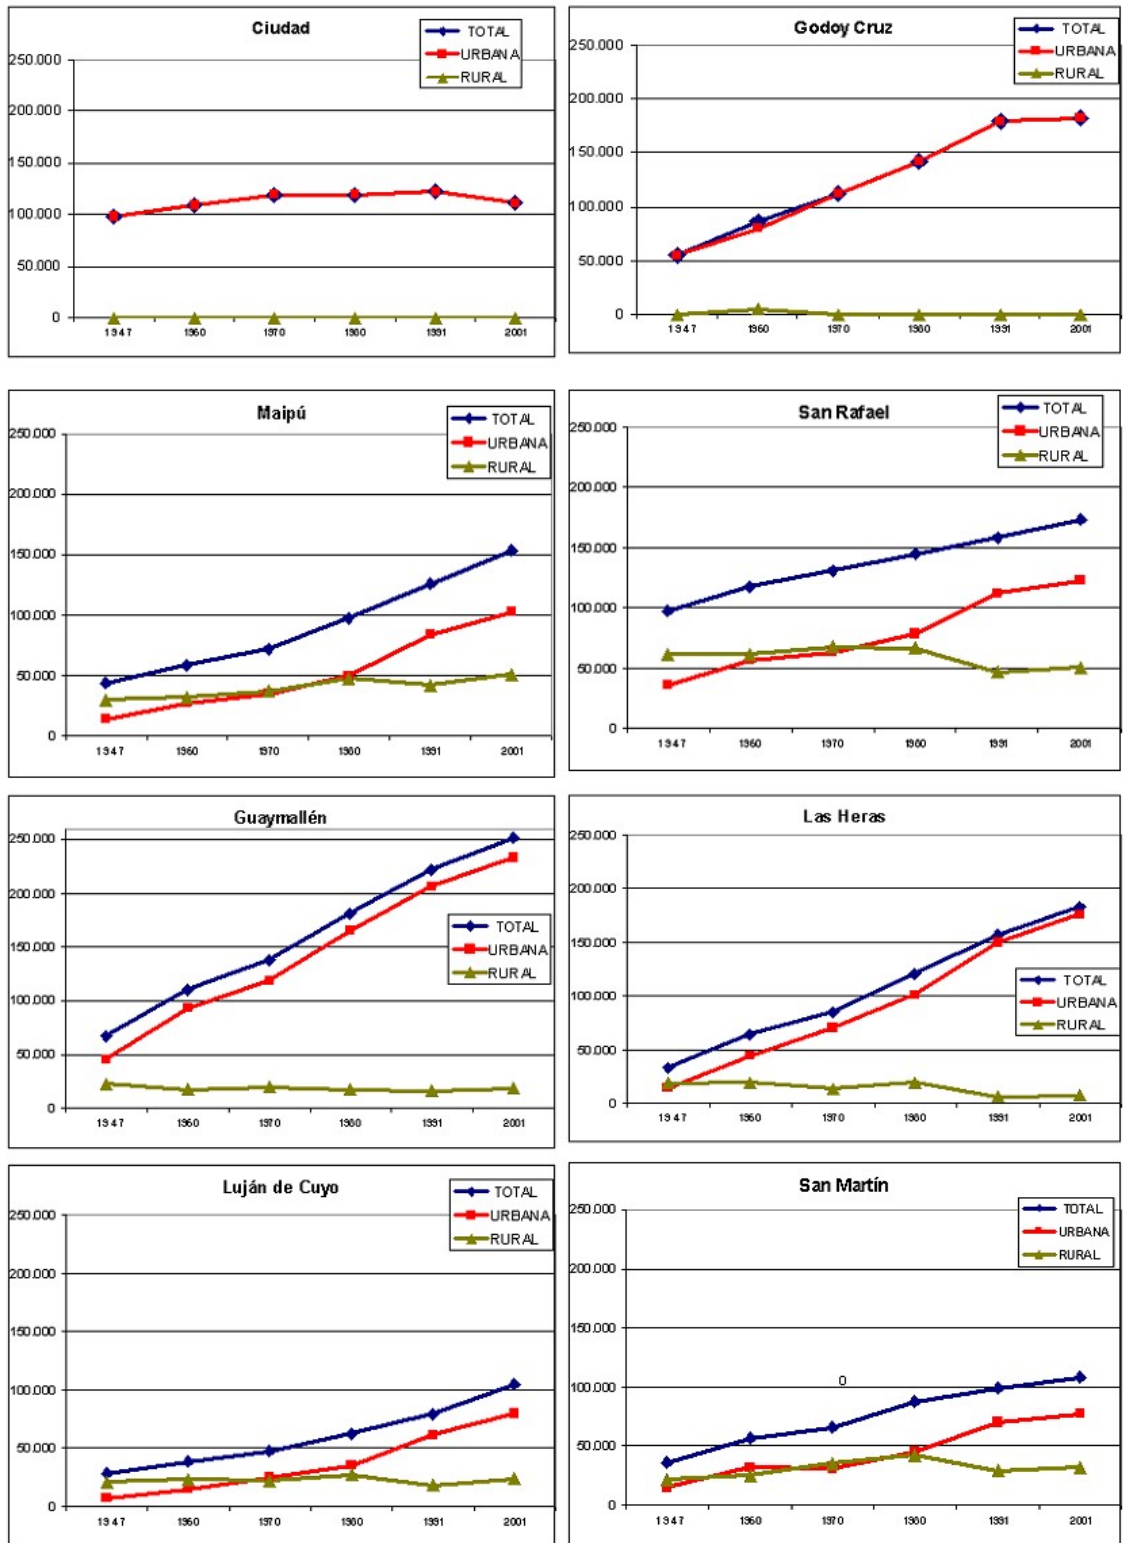 Ciudad
TOTAL
URBANA
RURAL
250.000
200.000
150.000
100.000
50.000
0
1947 1960 1970 1980 1991 2001
Godoy Cruz
TOTAL
URBANA
RURAL
250.000
200.000
150.000
100.000
50.000
0
1947 1960 1970 1980 1991 2001
Maipú
TOTAL
URBANA
RURAL
250.000
200.000
150.000
100.000
50.000
0
1947 1960 1970 1980 1991 2001
San Rafael
TOTAL
URBANA
RURAL
250.000
200.000
150.000
100.000
50.000
0
1947 1960 1970 1980 1991 2001
Guaymallén
250.000
200.000
150.000
100.000
50.000
0
TOTAL
URBANA
RURAL
1947 1960 1970 1980 1991 2001
Las Heras
250.000
200.000
150.000
100.000
50.000
0
TOTAL
URBANA
RURAL
1947 1960 1970 1980 1991 2001
Luján de Cuyo
TOTAL
URBANA
RURAL
250.000
200.000
150.000
100.000
50.000
0
1947 1960 1970 1980 1991 2001
San Martín
TOTAL
URBANA
RURAL
250.000
200.000
150.000
100.000
50.000
0
0
1947 1960 1970 1980 1991 2001